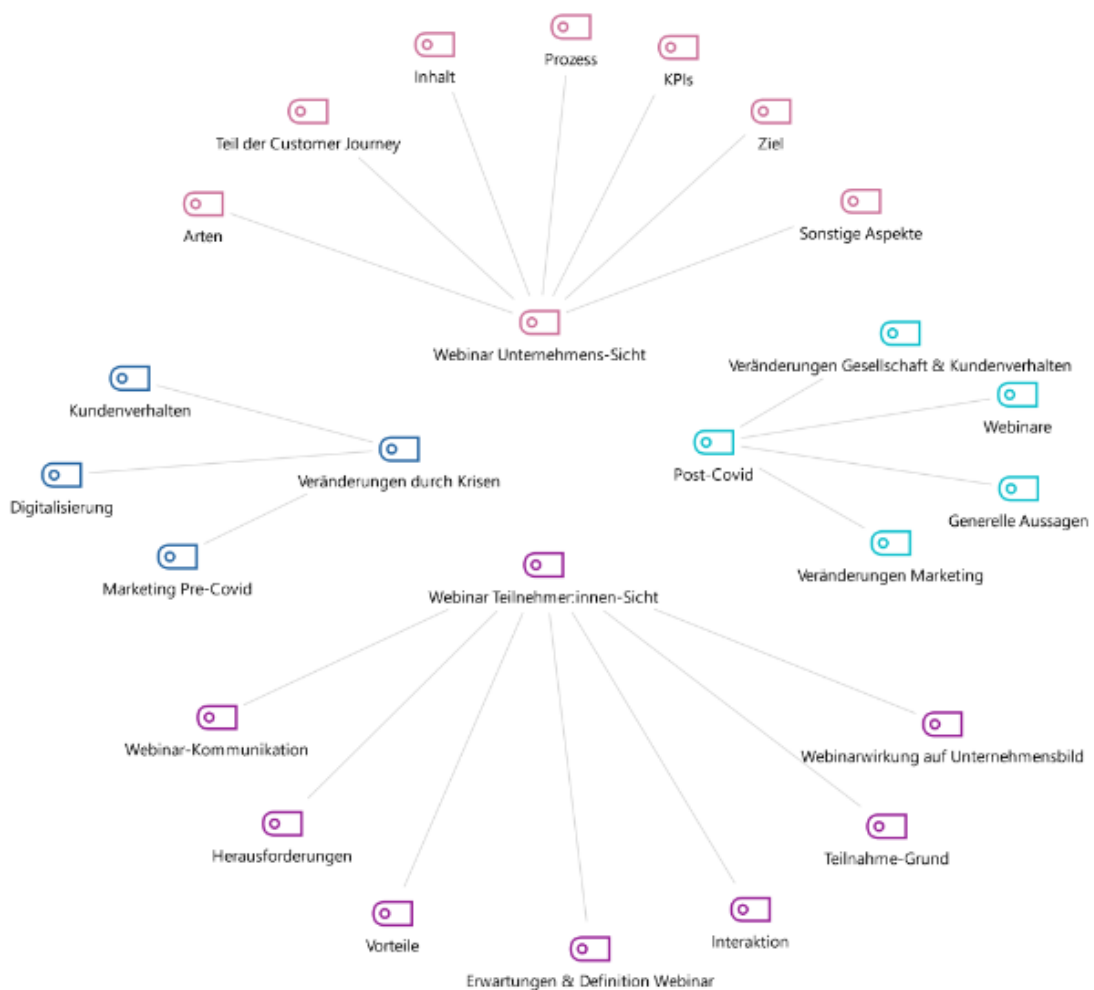 Prozess
Inhalt
KPIs
Teil der Customer Journey
Ziel
Arten
Sonstige Aspekte
Webinar Unternehmens-Sicht
Veränderungen Gesellschaft & Kundenverhalten
Kundenverhalten
Webinare
Veränderungen durch Krisen
Post-Covid
Digitalisierung
Generelle Aussagen
Marketing Pre-Covid
Veränderungen Marketing
Webinar Teilnehmer:innen-Sicht
Webinar-Kommunikation
Webinarwirkung auf Unternehmensbild
Herausforderungen
Teilnahme-Grund
Vorteile
Interaktion
Erwartungen & Definition Webinar